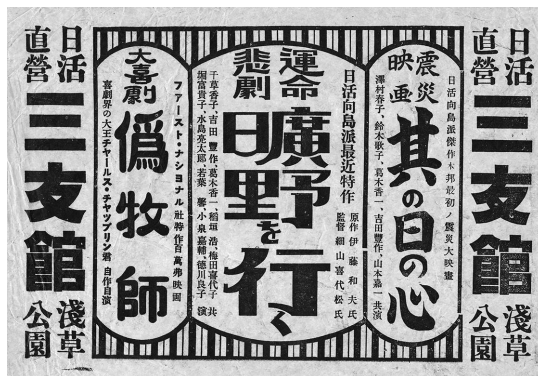 日活
直營
三友館
淺草
公園
日活向島派傑作本邦最初ノ震災大映畫
震災
映画
其の日の心
澤村春子、鈴木歌子、葛木香一、吉田豐作、山本嘉一共演
日活向島派最近特作
原作 伊藤和夫氏
監督 細山喜代松氏
運命
悲劇
曠野を行く
千草香子、吉田豐作、葛木香一、稲垣浩、梅田喜代子 共
堀富貴子、水島亮太郎、若葉馨、小泉嘉輔、徳川良子 演
ファースト・ナショナル社特作百萬弗映画
大喜劇
僞牧師
喜劇界の大王チャールス・チャップリン君 自作自演
日活
直營
三友館
淺草
公園